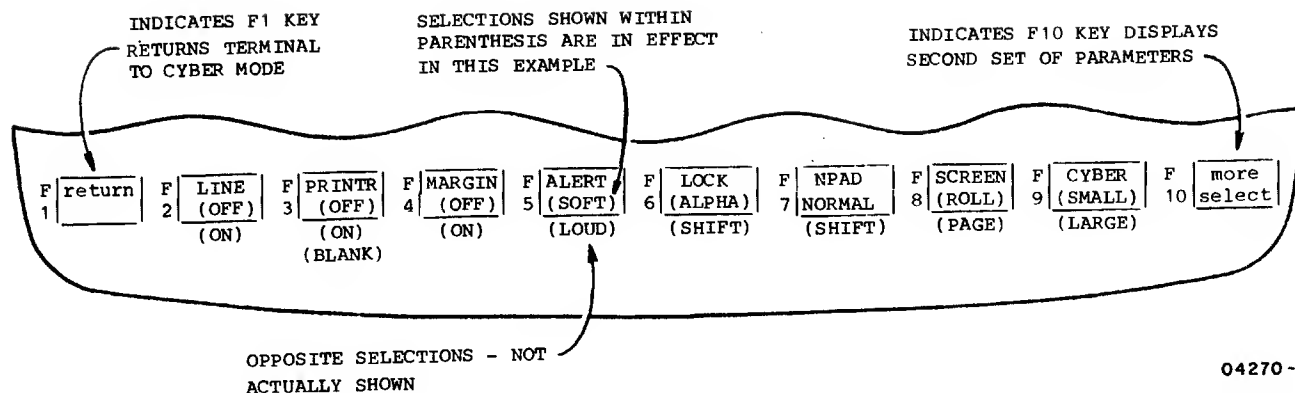 INDICATES F1 KEY
RETURNS TERMINAL
TO CYBER MODE
SELECTIONS SHOWN WITHIN
PARENTHESIS ARE IN EFFECT
IN THIS EXAMPLE
INDICATES F10 KEY DISPLAYS
SECOND SET OF PARAMETERS
F return F LINE F PRINTR F MARGIN F ALERT F LOCK F NPAD F SCREEN F CYBER F more
1 2 (OFF) 3 (OFF) 4 (OFF) 5 (SOFT) 6 (ALPHA) 7 NORMAL 8 (ROLL) 9 (SMALL) 10 select
(ON) (ON) (ON) (LOUD) (SHIFT) (SHIFT) (PAGE) (LARGE)
(BLANK)
OPPOSITE SELECTIONS - NOT
ACTUALLY SHOWN
04270-